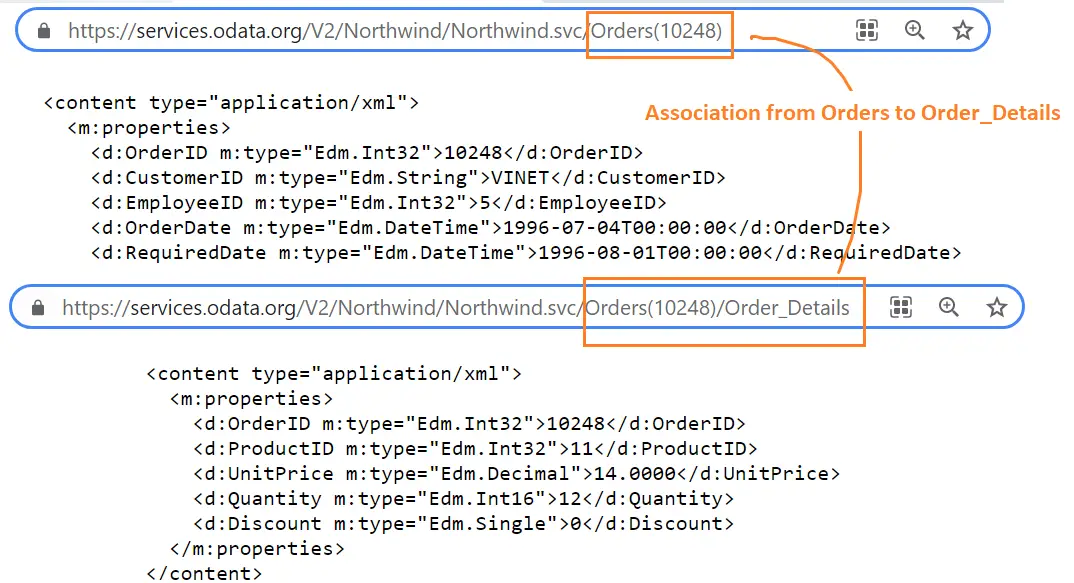 https://services.odata.org/V2/Northwind/Northwind.svc/Orders(10248)
Association from Orders to Order_Details
<content type="application/xml">
<m:properties>
<d:OrderID m:type="Edm.Int32">10248</d:OrderID>
<d:CustomerID m:type="Edm.String">VINET</d:CustomerID>
<d:EmployeeID m:type="Edm.Int32">5</d:EmployeeID>
<d:OrderDate m:type="Edm.DateTime">1996-07-04T00:00:00</d:OrderDate>
<d:RequiredDate m:type="Edm.DateTime">1996-08-01T00:00:00</d:RequiredDate>
https://services.odata.org/V2/Northwind/Northwind.svc/Orders(10248)/Order_Details
<content type="application/xml">
<m:properties>
<d:OrderID m:type="Edm.Int32">10248</d:OrderID>
<d:ProductID m:type="Edm.Int32">11</d:ProductID>
<d:UnitPrice m:type="Edm.Decimal">14.0000</d:UnitPrice>
<d:Quantity m:type="Edm.Int16">12</d:Quantity>
<d:Discount m:type="Edm.Single">0</d:Discount>
</m:properties>
</content>